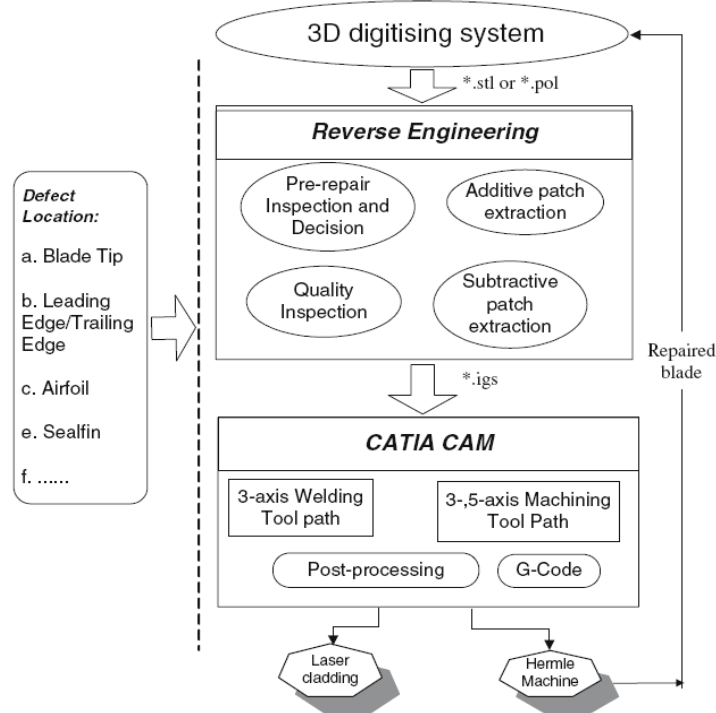 3D digitising system
*.stl or *.pol
Reverse Engineering
Pre-repair
Inspection and
Decision
Additive patch
extraction
Quality
Inspection
Subtractive
patch
extraction
Defect
Location:
a. Blade Tip
b. Leading
Edge/Trailing
Edge
c. Airfoil
e. Sealfin
f. ......
Repaired
blade
*.igs
CATIA CAM
3-axis Welding
Tool path
3-,5-axis Machining
Tool Path
Post-processing
G-Code
Laser
cladding
Hermle
Machine